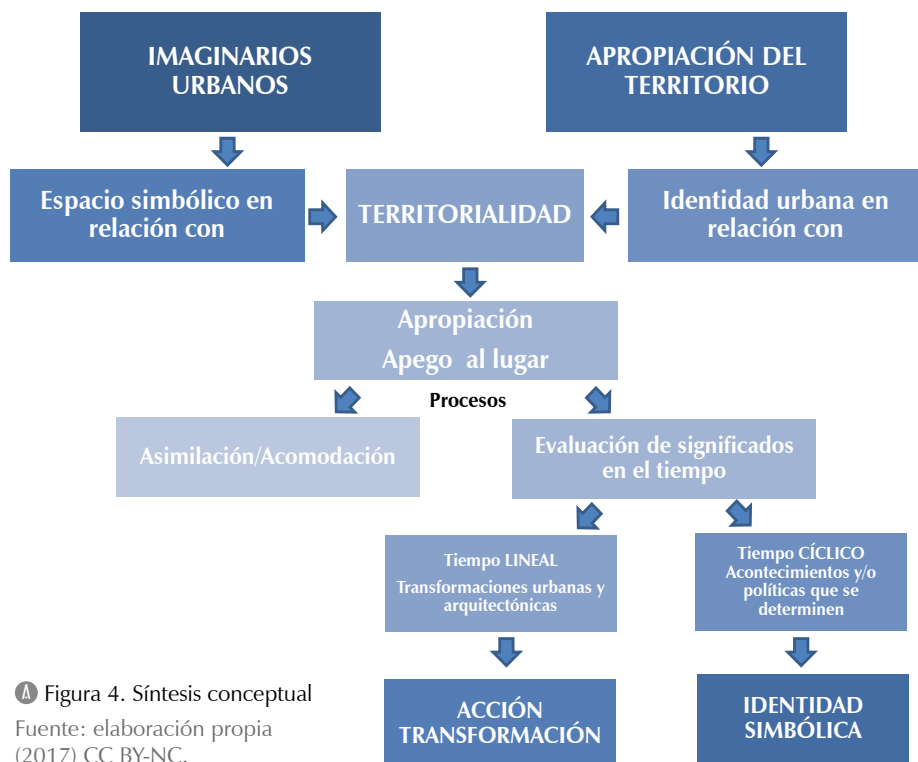 IMAGINARIOS
URBANOS
APROPIACIÓN DEL
TERRITORIO
Espacio simbólico en
relación con
TERRITORIALIDAD
Identidad urbana en
relación con
Apropiación
Apego al lugar
Procesos
Asimilación/Acomodación
Evaluación de significados
en el tiempo
Tiempo LINEAL
Transformaciones urbanas y
arquitectónicas
Tiempo CÍCLICO
Acontecimientos y/o
políticas que se
determinen
ACCIÓN
TRANSFORMACIÓN
IDENTIDAD
SIMBÓLICA
Figura 4. Síntesis conceptual
Fuente: elaboración propia
(2017) CC BY-NC.